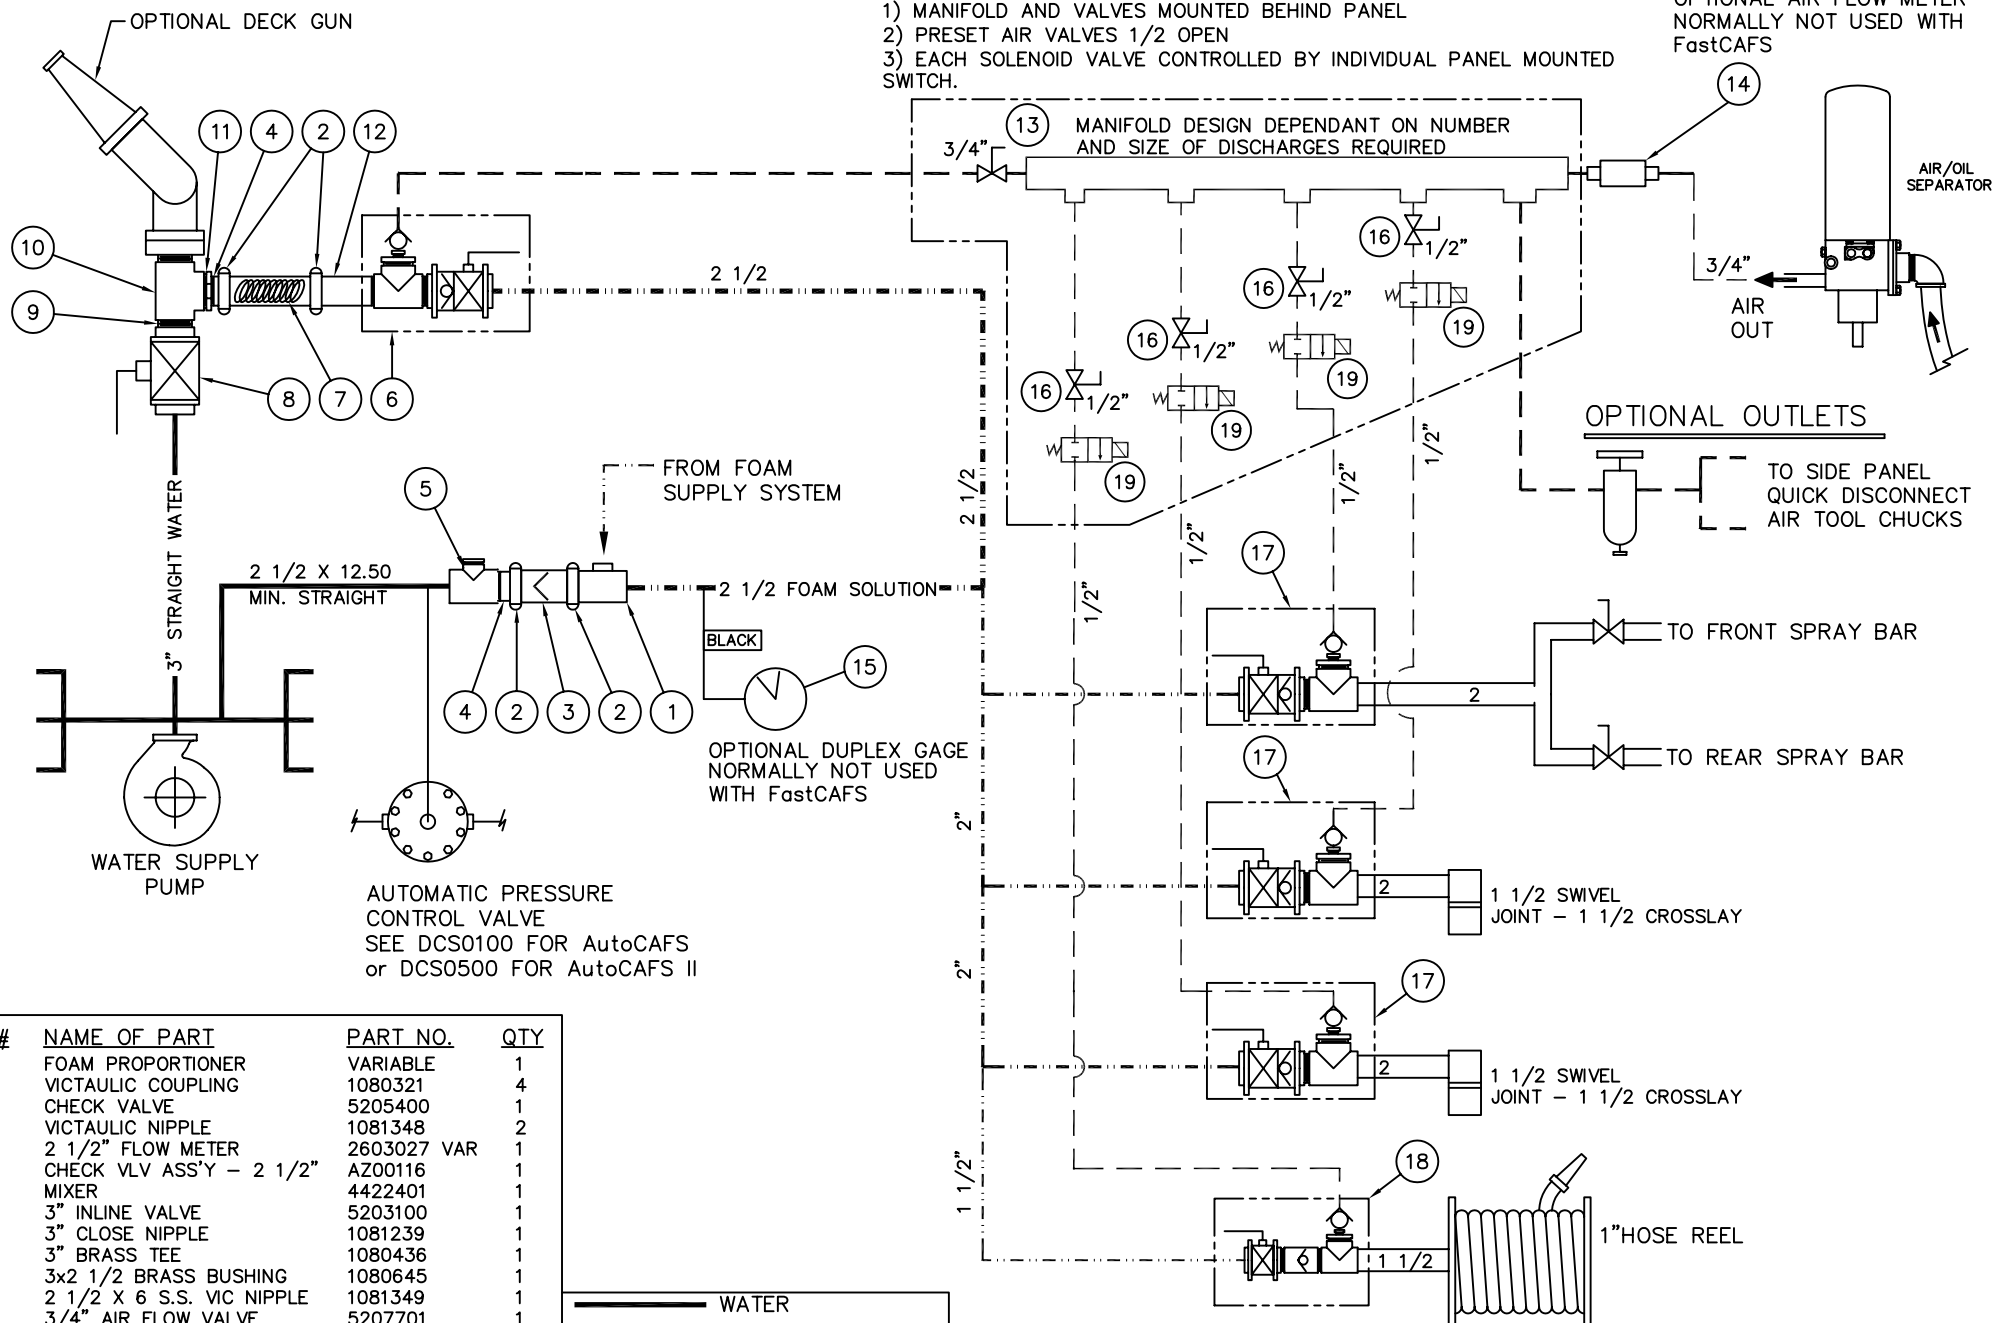 OPTIONAL DECK GUN
1) MANIFOLD AND VALVES MOUNTED BEHIND PANEL
2) PRESET AIR VALVES 1/2 OPEN
3) EACH SOLENOID VALVE CONTROLLED BY INDIVIDUAL PANEL MOUNTED
SWITCH.
OPTIONAL AIR FLOW METER
NORMALLY NOT USED WITH
FastCAFS
14
11
4
2
12
13
3/4"
MANIFOLD DESIGN DEPENDANT ON NUMBER
AND SIZE OF DISCHARGES REQUIRED
AIR/OIL
SEPARATOR
10
9
2 1/2
16
1/2"
16
1/2"
16
1/2"
16
1/2"
19
19
19
19
3/4"
AIR
OUT
8
7
6
OPTIONAL OUTLETS
TO SIDE PANEL
QUICK DISCONNECT
AIR TOOL CHUCKS
1/2"
1/2"
1/2"
1/2"
5
FROM FOAM
SUPPLY SYSTEM
3" STRAIGHT WATER
2 1/2
2 1/2 X 12.50
MIN. STRAIGHT
2 1/2 FOAM SOLUTION
BLACK
15
4
2
3
2
1
OPTIONAL DUPLEX GAGE
NORMALLY NOT USED
WITH FastCAFS
17
2
TO FRONT SPRAY BAR
TO REAR SPRAY BAR
WATER SUPPLY
PUMP
AUTOMATIC PRESSURE
CONTROL VALVE
SEE DCS0100 FOR AutoCAFS
or DCS0500 FOR AutoCAFS II
2"
17
2
1 1/2 SWIVEL
JOINT – 1 1/2 CROSSLAY
2"
17
2
1 1/2 SWIVEL
JOINT – 1 1/2 CROSSLAY
1 1/2"
18
1 1/2
1"HOSE REEL
# NAME OF PART PART NO. QTY
FOAM PROPORTIONER VARIABLE 1
VICTAULIC COUPLING 1080321 4
CHECK VALVE 5205400 1
VICTAULIC NIPPLE 1081348 2
2 1/2" FLOW METER 2603027 VAR 1
CHECK VLV ASS'Y – 2 1/2" AZ00116 1
MIXER 4422401 1
3" INLINE VALVE 5203100 1
3" CLOSE NIPPLE 1081239 1
3" BRASS TEE 1080436 1
3x2 1/2 BRASS BUSHING 1080645 1
2 1/2 X 6 S.S. VIC NIPPLE 1081349 1
3/4" AIR FLOW VALVE 5207701 1
WATER